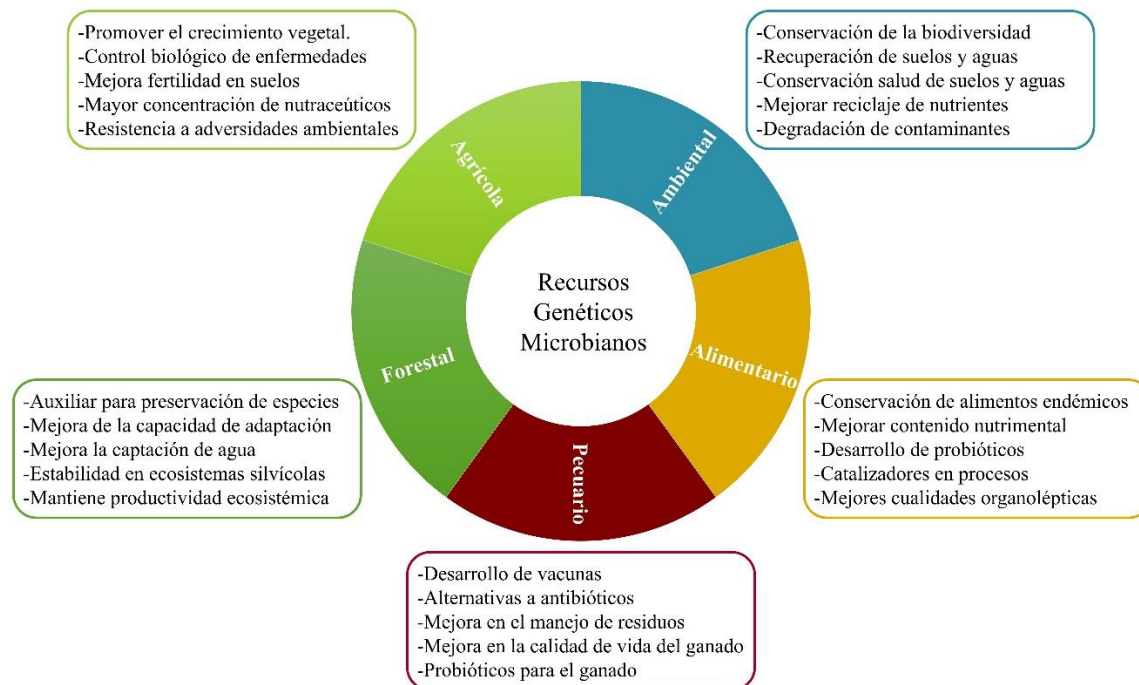 -Promover el crecimiento vegetal.
-Control biológico de enfermedades
-Mejora fertilidad en suelos
-Mayor concentración de nutraceúticos
-Resistencia a adversidades ambientales
-Conservación de la biodiversidad
-Recuperación de suelos y aguas
-Conservación salud de suelos y aguas
-Mejorar reciclaje de nutrientes
-Degradación de contaminantes
Agrícola
Ambiental
Recursos
Genéticos
Microbianos
Forestal
Alimentario
Pecuario
-Auxiliar para preservación de especies
-Mejora de la capacidad de adaptación
-Mejora la captación de agua
-Estabilidad en ecosistemas silvícolas
-Mantiene productividad ecosistémica
-Conservación de alimentos endémicos
-Mejorar contenido nutrimental
-Desarrollo de probióticos
-Catalizadores en procesos
-Mejores cualidades organolépticas
-Desarrollo de vacunas
-Alternativas a antibióticos
-Mejora en el manejo de residuos
-Mejora en la calidad de vida del ganado
-Probióticos para el ganado